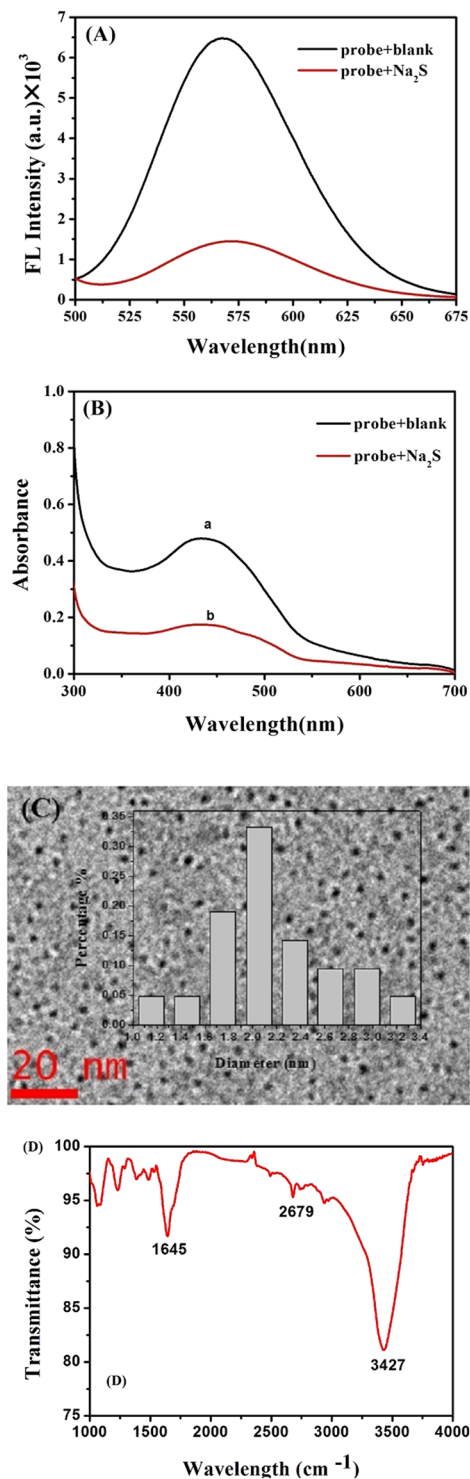 (A)
probe+blank
probe+Na₂S
FL Intensity (a.u.)×10³
7
6
5
4
3
2
1
0
500 525 550 575 600 625 650 675
Wavelength(nm)
(B)
probe+blank
probe+Na₂S
Absorbance
1.0
0.8
0.6
0.4
0.2
0.0
a
b
300 400 500 600 700
Wavelength(nm)
(C)
Percentage %
0.35
0.30
0.25
0.20
0.15
0.10
0.05
0.00
1.0 1.2 1.4 1.6 1.8 2.0 2.2 2.4 2.6 2.8 3.0 3.2 3.4
Diameter (nm)
20 nm
(D)
Transmittance (%)
100
95
90
85
80
75
1645
2679
3427
(D)
1000 1500 2000 2500 3000 3500 4000
Wavelength (cm -1)